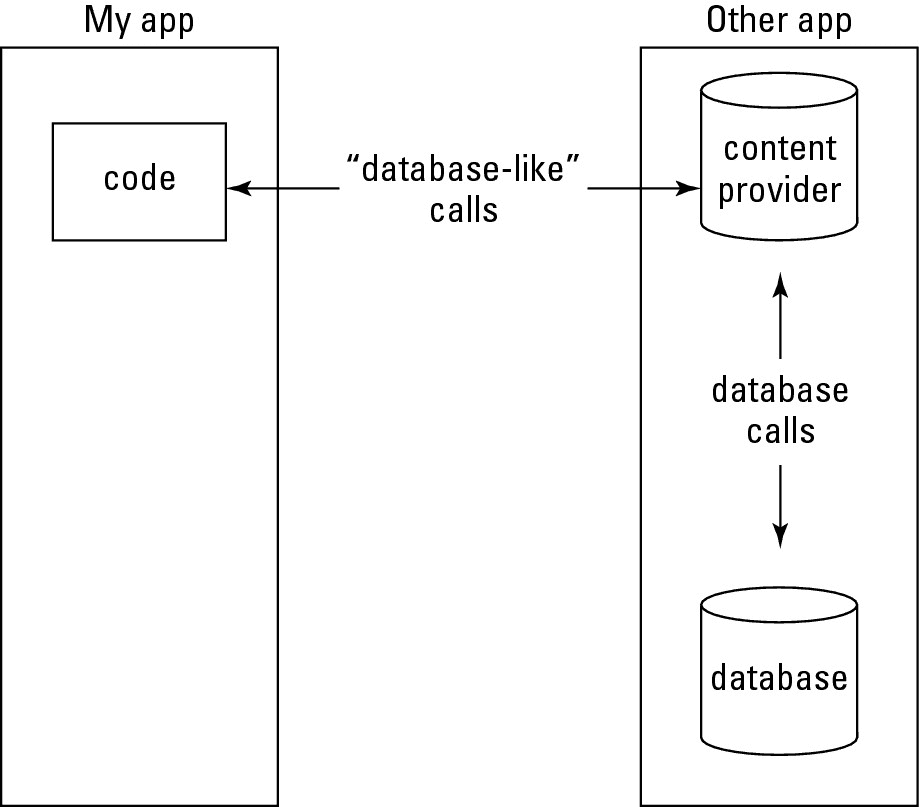 My app
Other app
code
“database-like”
calls
content
provider
database
calls
database